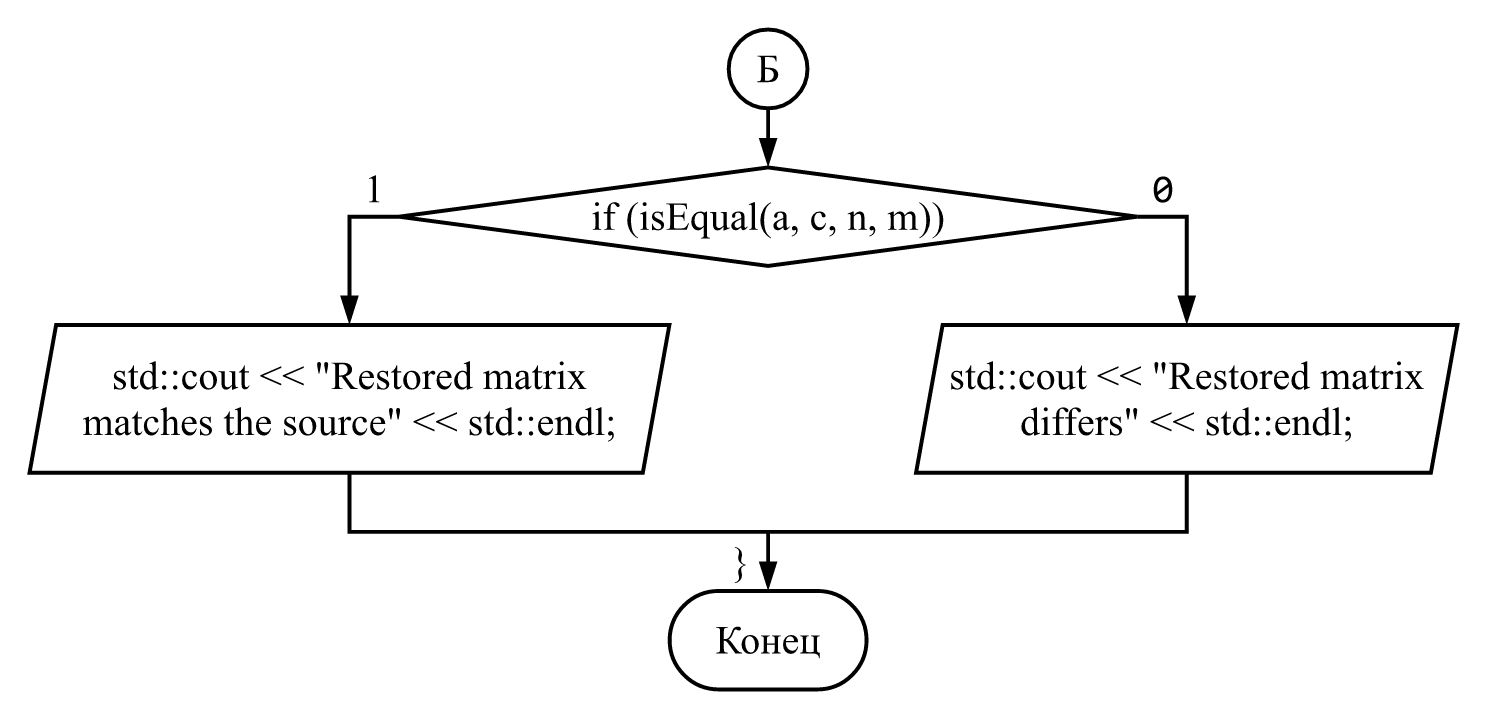 Б
1
0
if (isEqual(a, c, n, m))
std::cout << "Restored matrix
matches the source" << std::endl;
std::cout << "Restored matrix
differs" << std::endl;
}
Конец